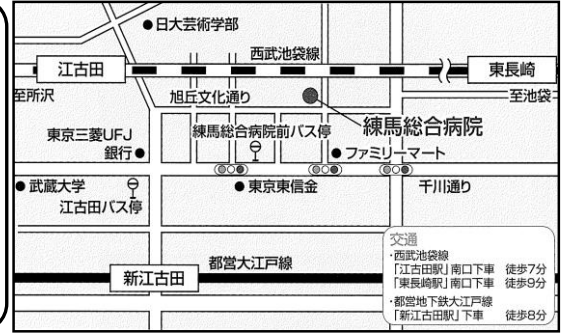 ●日大芸術学部
西武池袋線
江古田
東長崎
至所沢
至池袋
旭丘文化通り
練馬総合病院
東京三菱UFJ
銀行●
練馬総合病院前バス停
●ファミリーマート
●武蔵大学
江古田バス停
●東京東信金
千川通り
都営大江戸線
新江古田
交通
・西武池袋線
「江古田駅」南口下車 徒歩7分
「東長崎駅」南口下車 徒歩9分
・都営地下鉄大江戸線
「新江古田駅」下車 徒歩8分